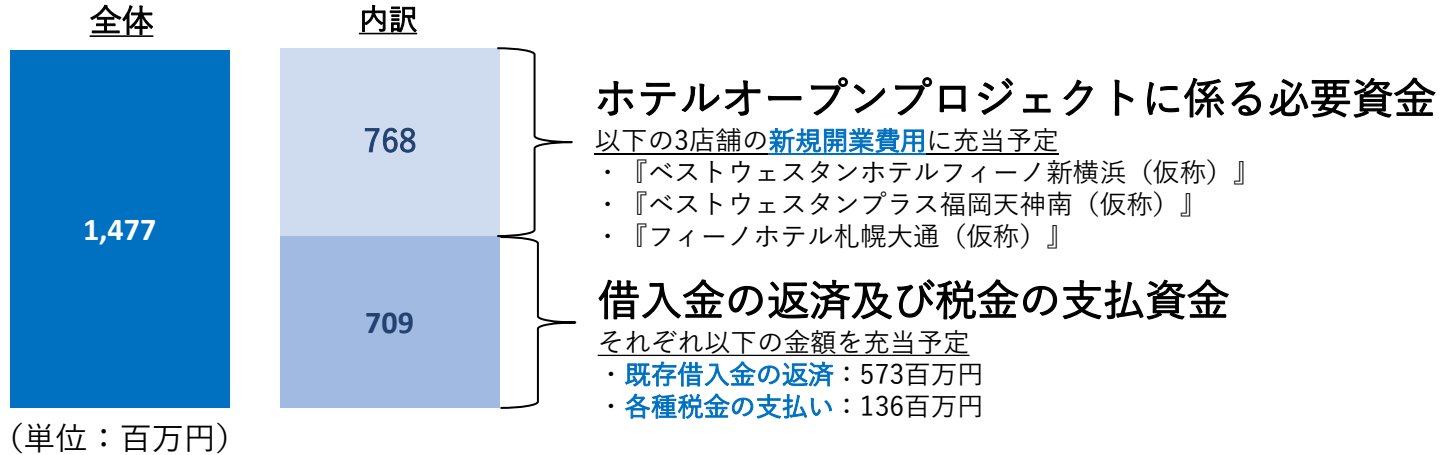 全体
内訳
1,477
768
709
ホテルオープンプロジェクトに係る必要資金
以下の3店舗の新規開業費用に充当予定
・『ベストウェスタンホテルフィーノ新横浜（仮称）』
・『ベストウェスタンプラス福岡天神南（仮称）』
・『フィーノホテル札幌大通（仮称）』
借入金の返済及び税金の支払資金
それぞれ以下の金額を充当予定
・既存借入金の返済：573百万円
・各種税金の支払い：136百万円
（単位：百万円）